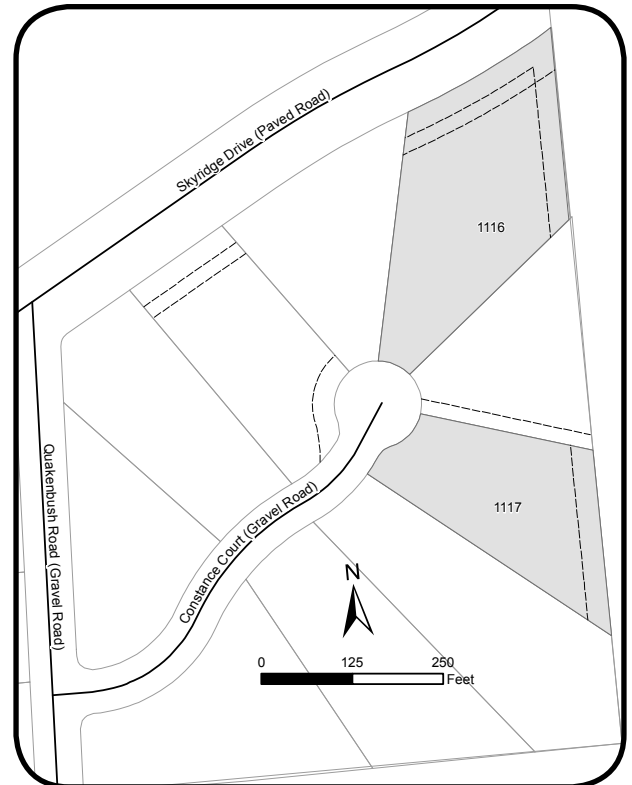 Skyridge Drive (Paved Road)
1116
1117
Quakenbush Road (Gravel Road)
Constance Court (Gravel Road)
N
0 125 250
Feet